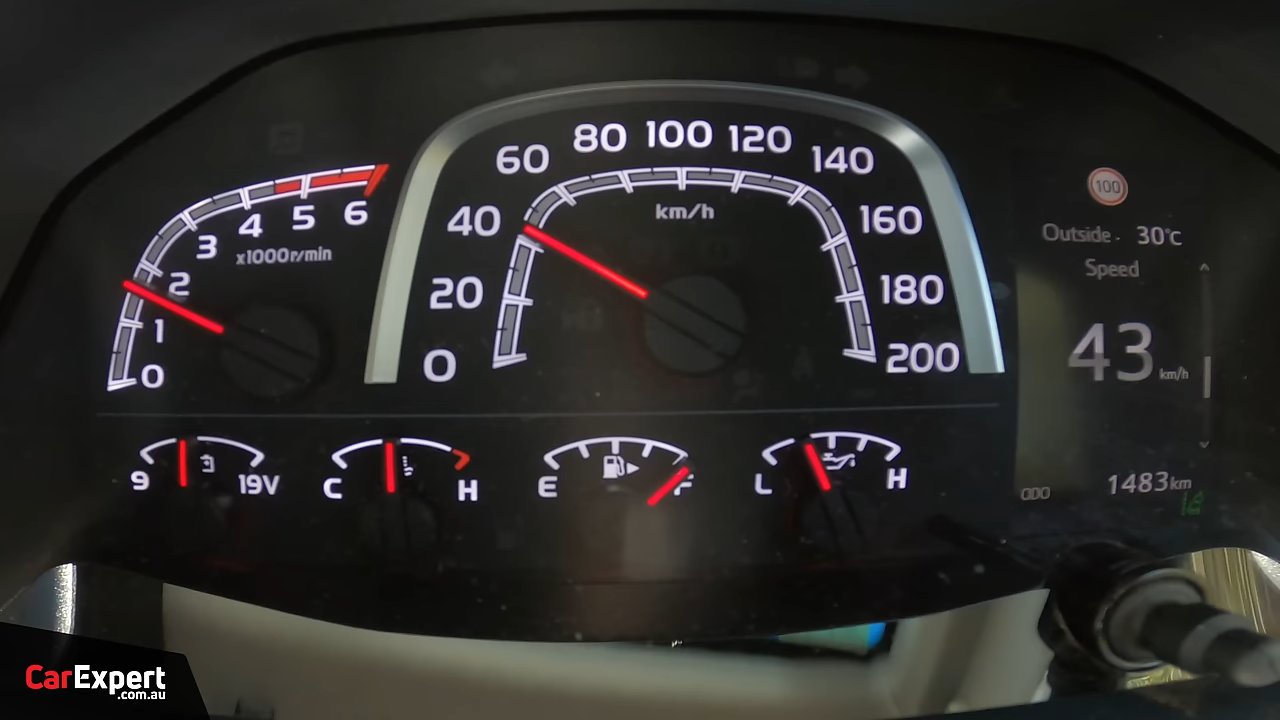 0 1 2 3 4 5 6
x1000r/min
0 20 40 60 80 100 120 140 160 180 200
km/h
100
Outside - 30°C
Speed
43 km/h
ODO 1483km
9 19V
C H
E F
L H
CarExpert
.com.au